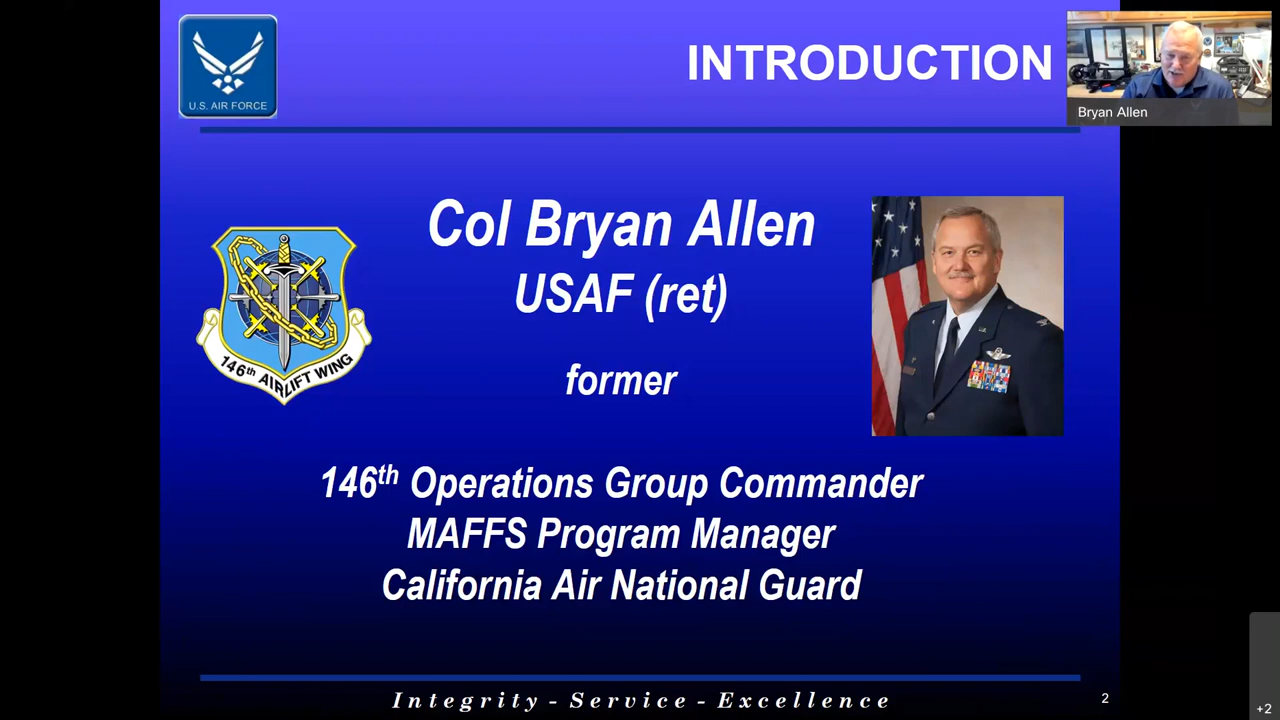 U.S. AIR FORCE
INTRODUCTION
Bryan Allen
Col Bryan Allen
USAF (ret)
former
146th AIRLIFT WING
146th Operations Group Commander
MAFFS Program Manager
California Air National Guard
Integrity - Service - Excellence
2
+2